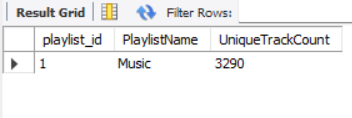 Result Grid Filter Rows:
playlist_id PlaylistName UniqueTrackCount
1 Music 3290